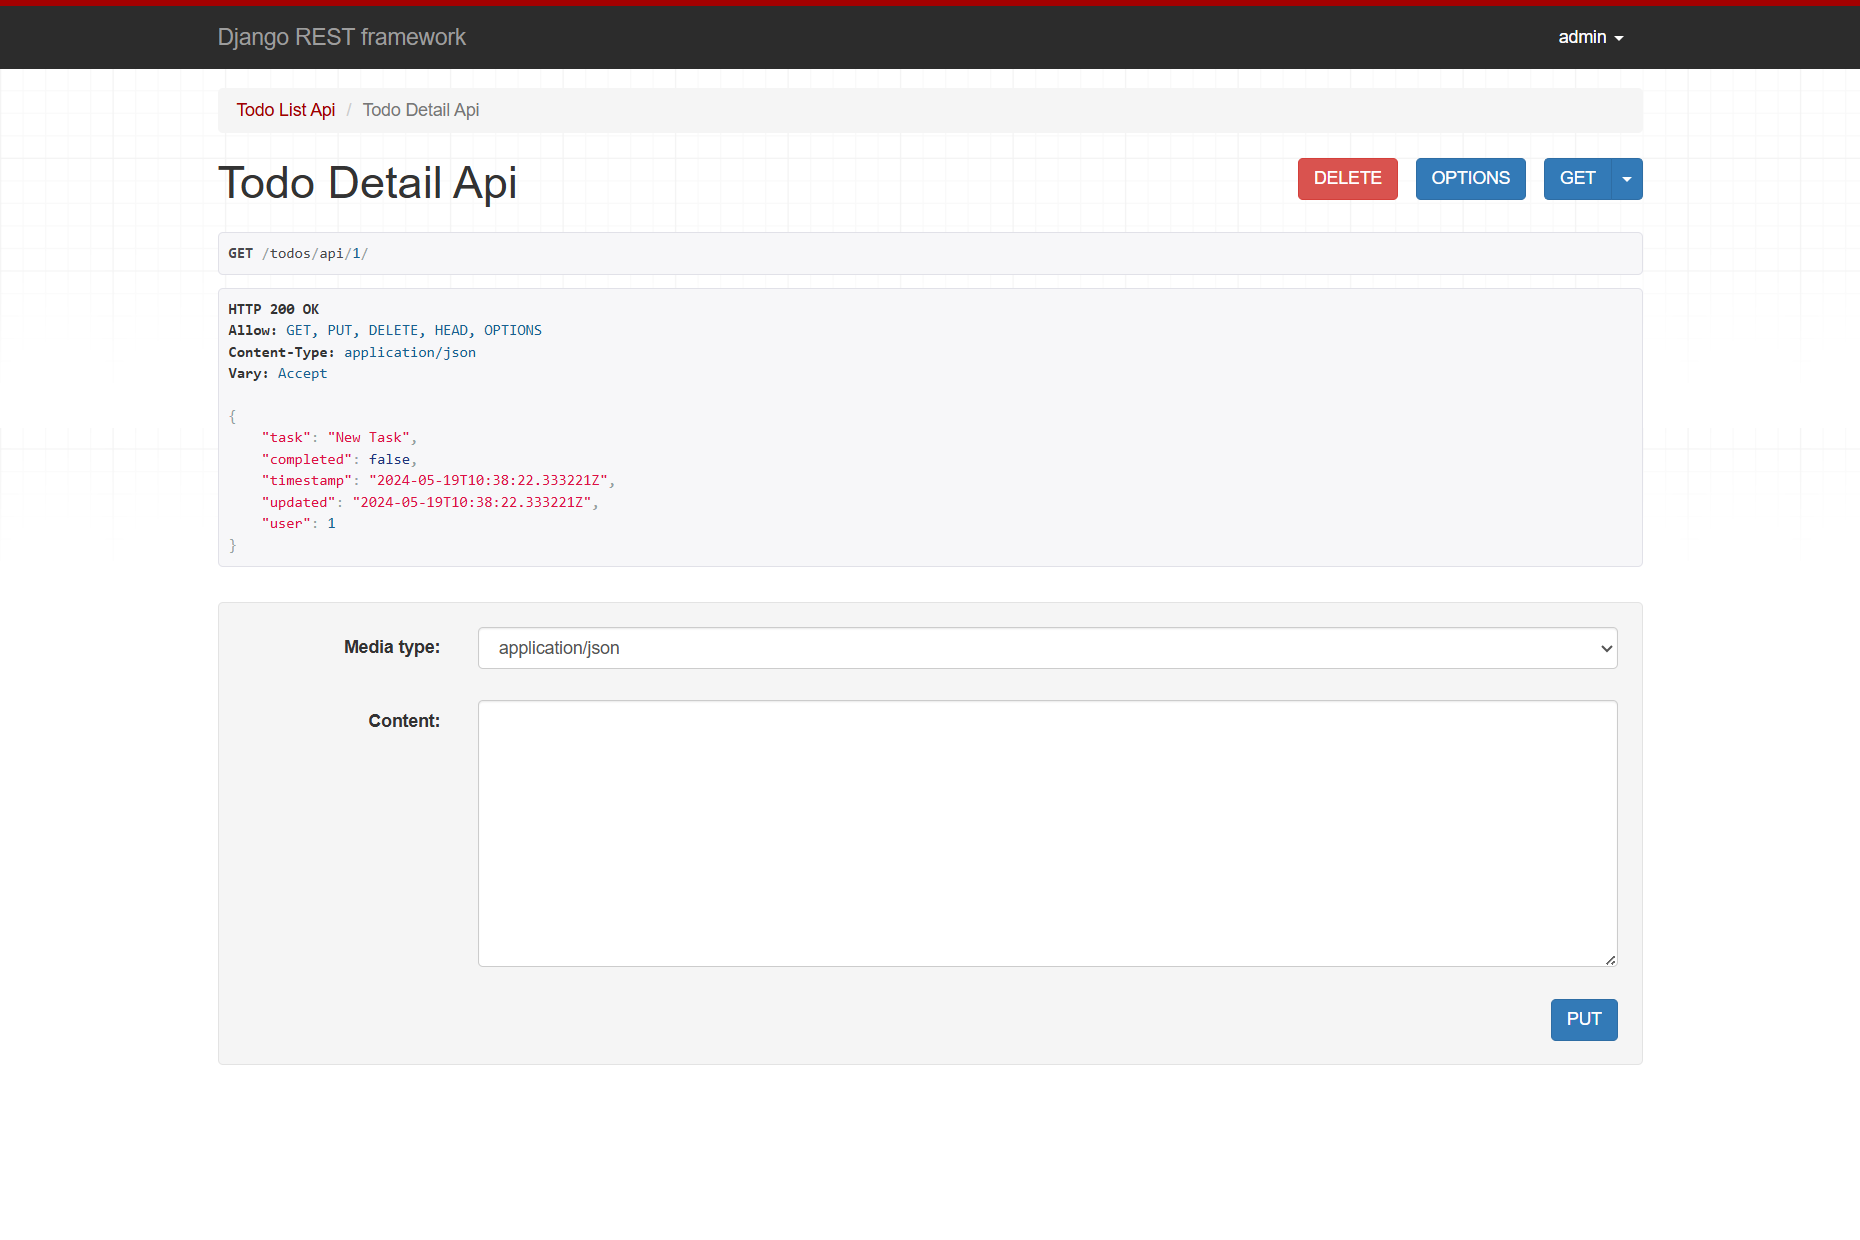 Django REST framework
admin
Todo List Api / Todo Detail Api
Todo Detail Api
DELETE
OPTIONS
GET
GET /todos/api/1/
HTTP 200 OK
Allow: GET, PUT, DELETE, HEAD, OPTIONS
Content-Type: application/json
Vary: Accept
{
    "task": "New Task",
    "completed": false,
    "timestamp": "2024-05-19T10:38:22.333221Z",
    "updated": "2024-05-19T10:38:22.333221Z",
    "user": 1
}
Media type:
application/json
Content:
PUT